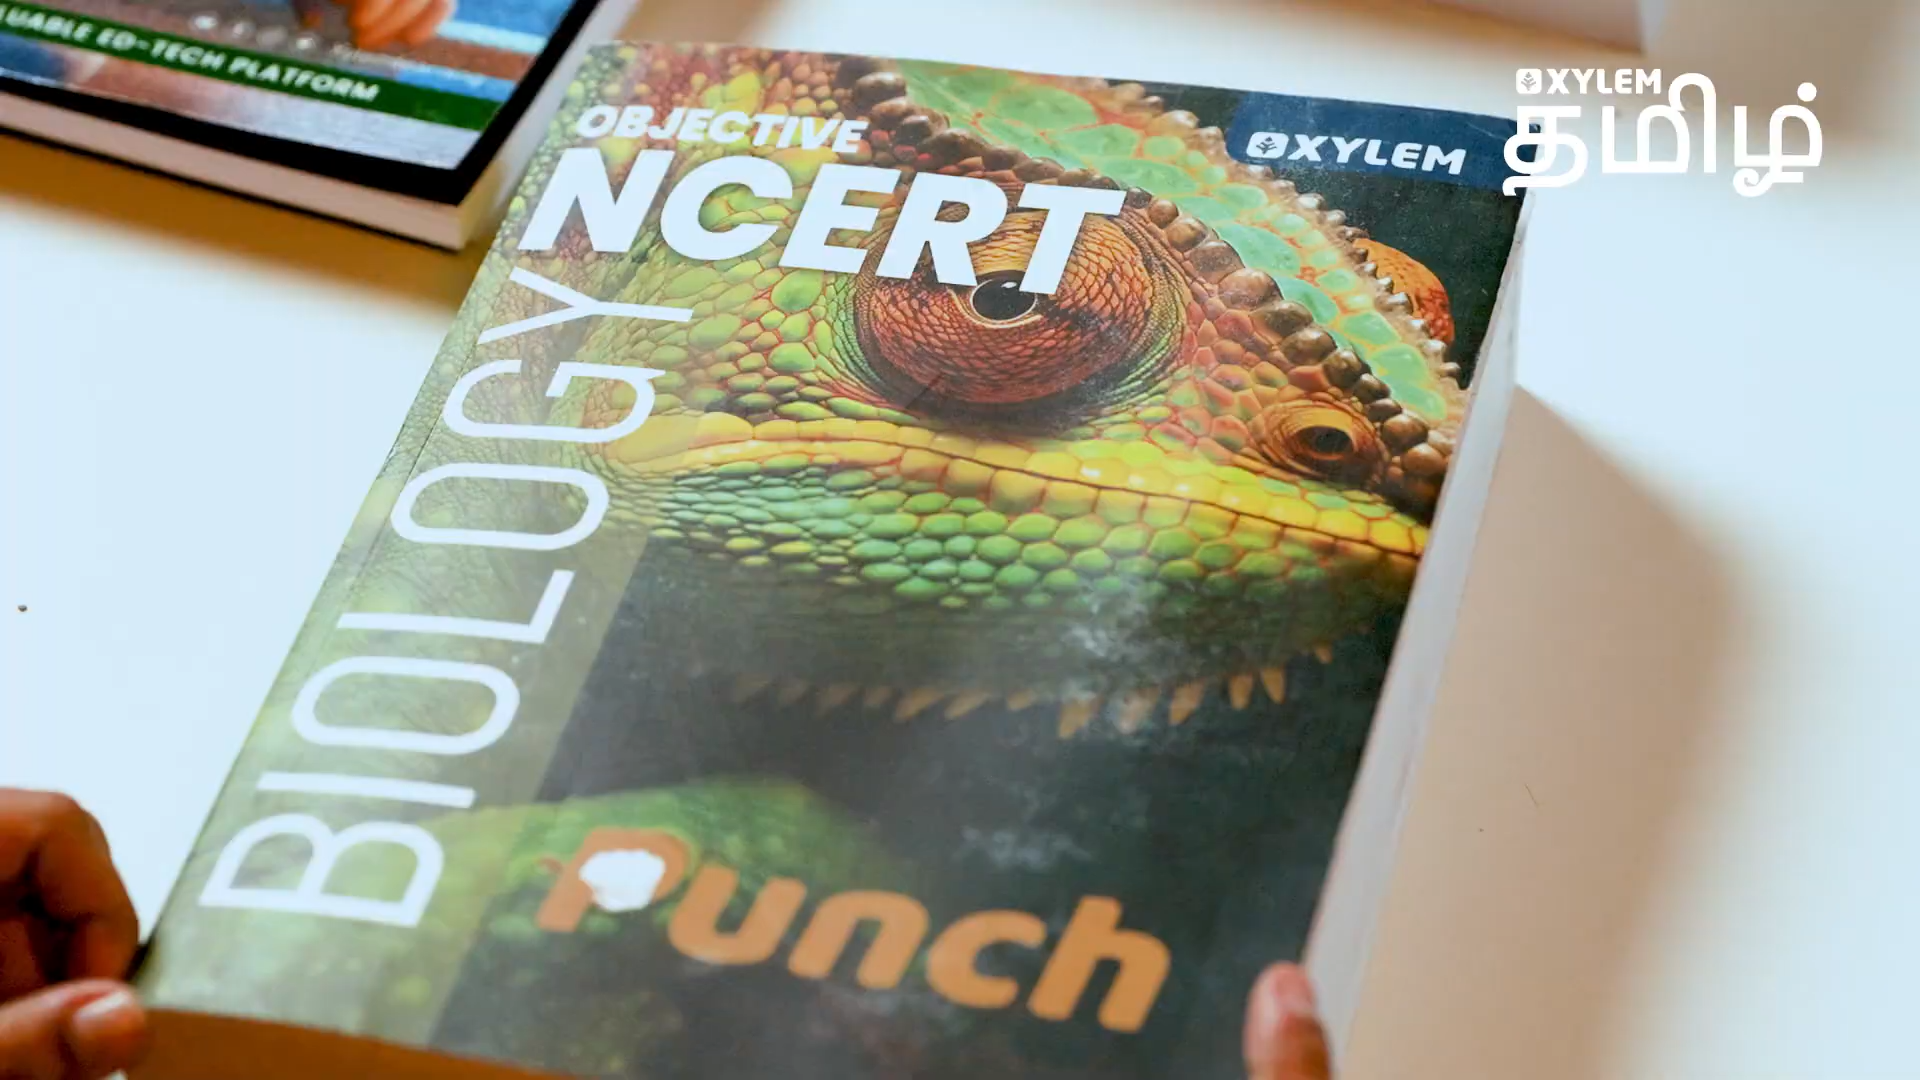 UABLE ED-TECH PLATFORM
XYLEM
தமிழ்
OBJECTIVE
NCERT
XYLEM
BIOLOGY
Punch